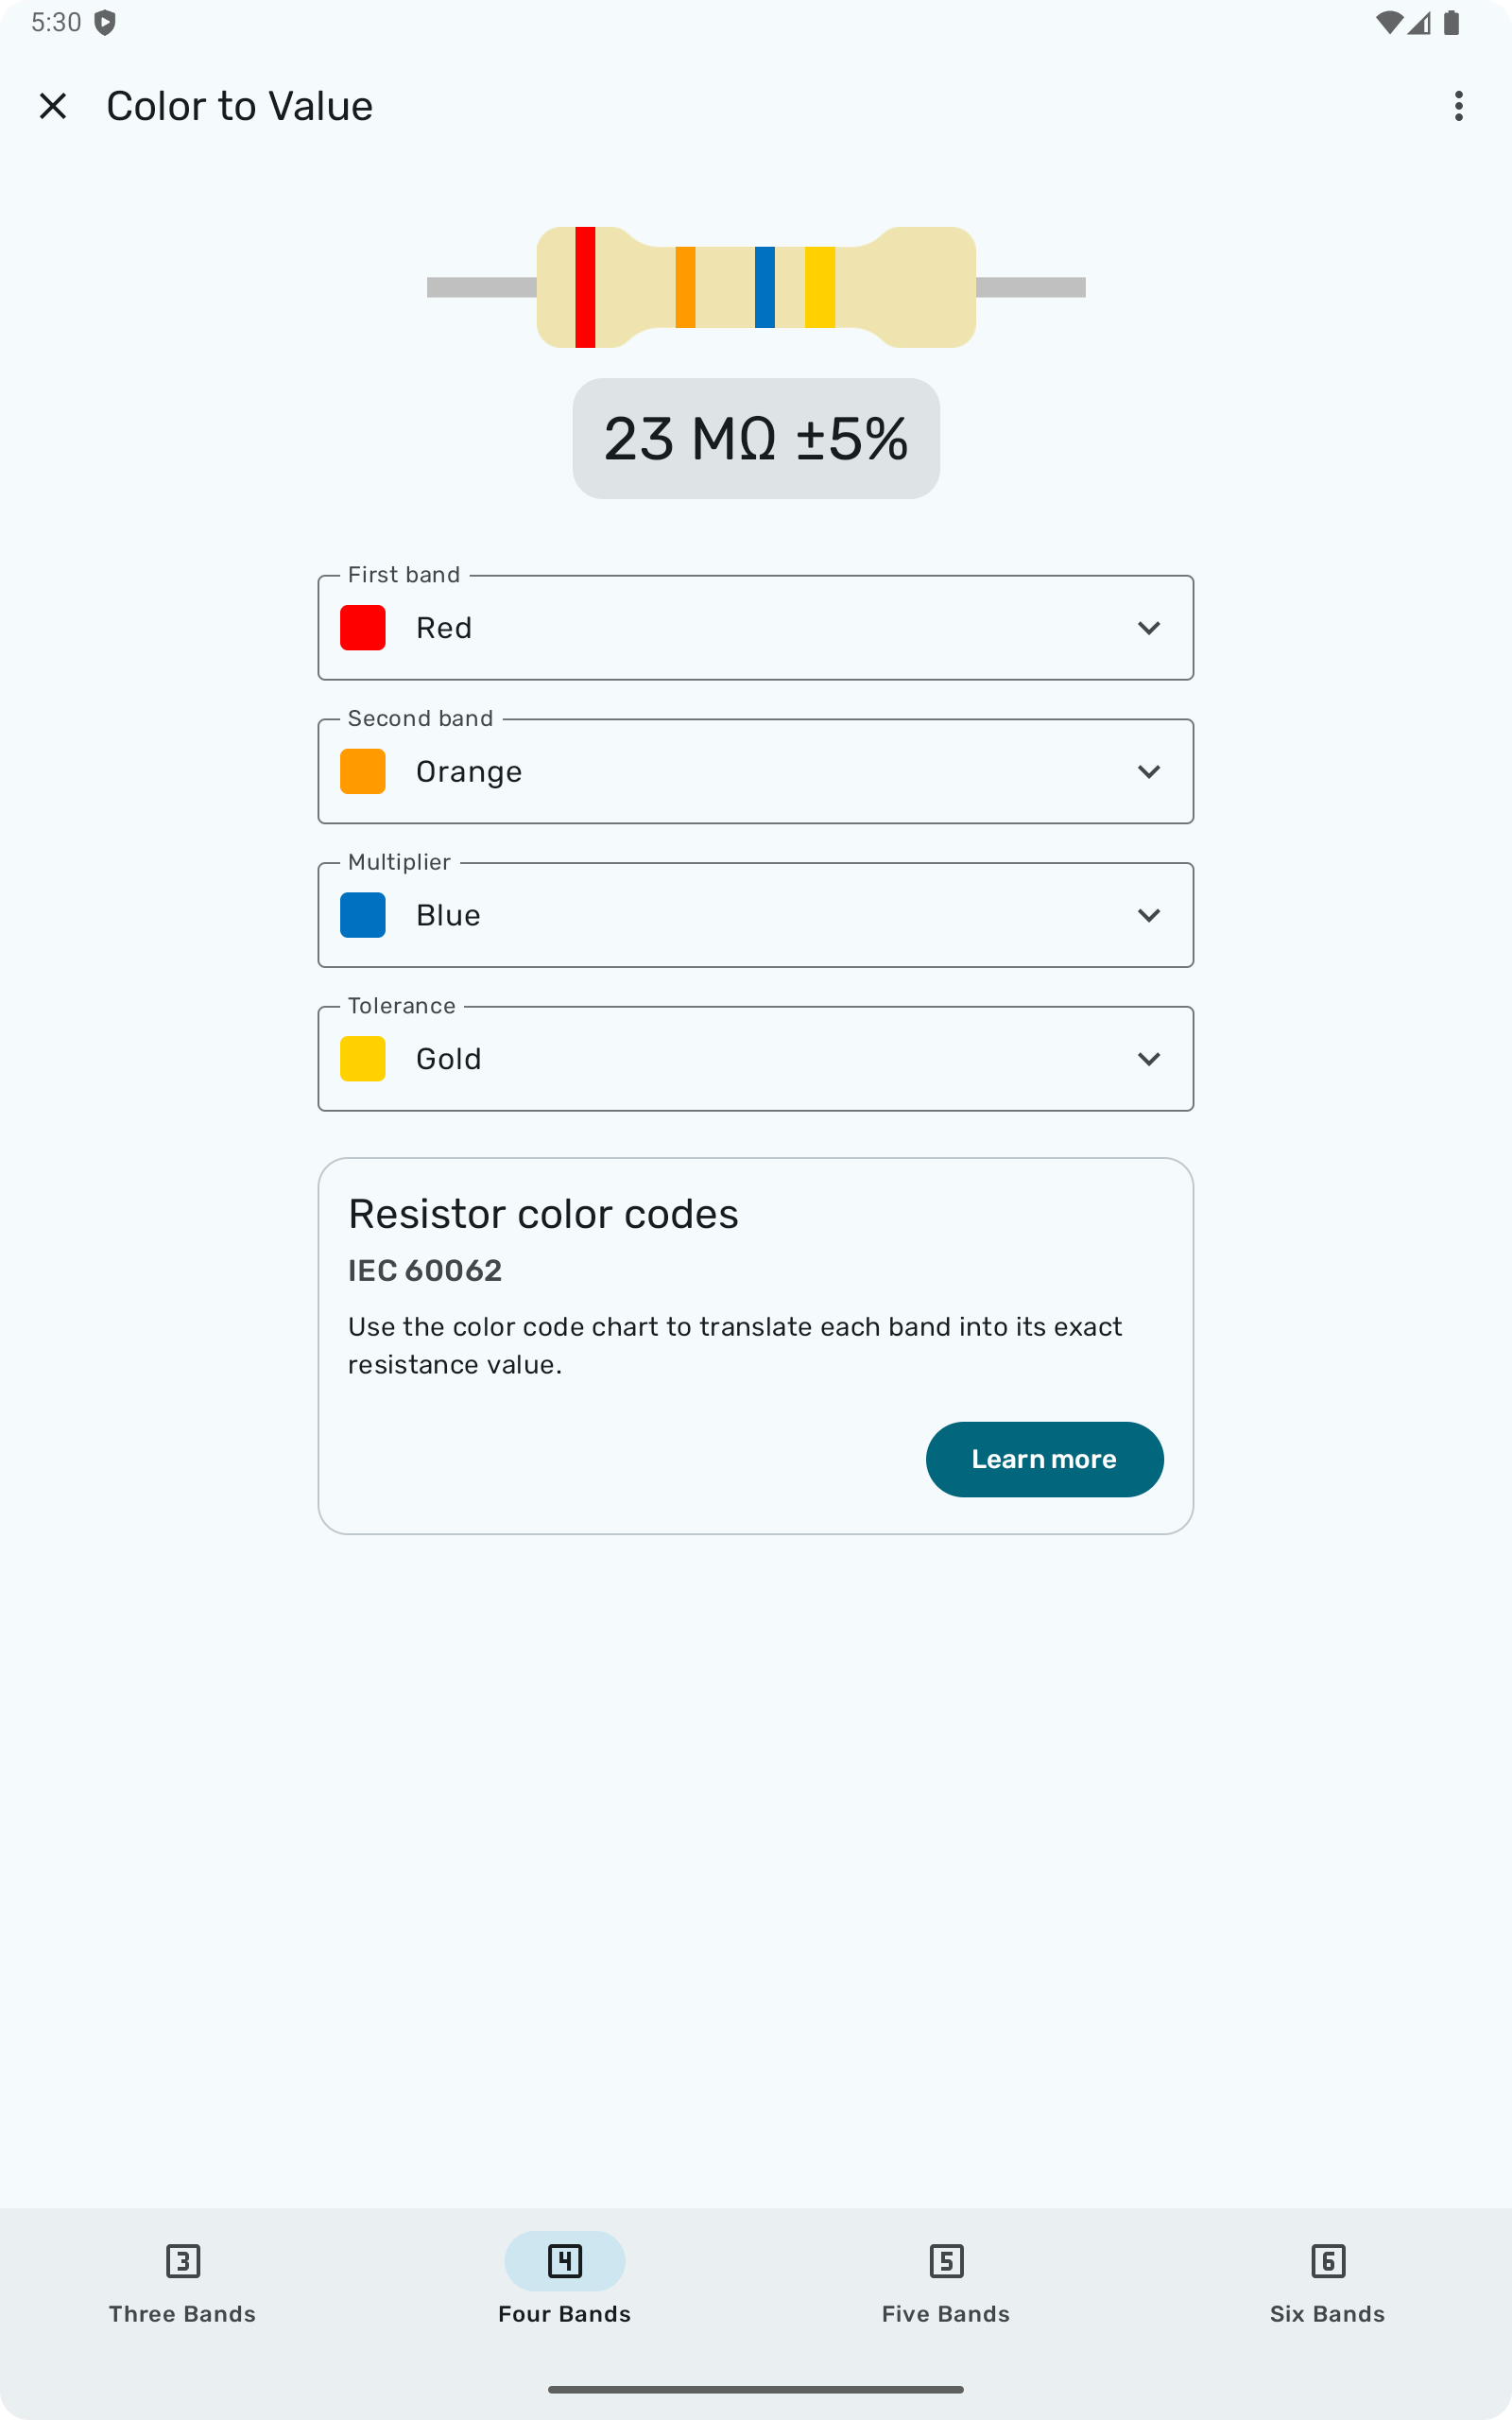 5:30
Color to Value
23 MΩ ±5%
First band
Red
Second band
Orange
Multiplier
Blue
Tolerance
Gold
Resistor color codes
IEC 60062
Use the color code chart to translate each band into its exact
resistance value.
Learn more
3
4
5
6
Three Bands
Four Bands
Five Bands
Six Bands